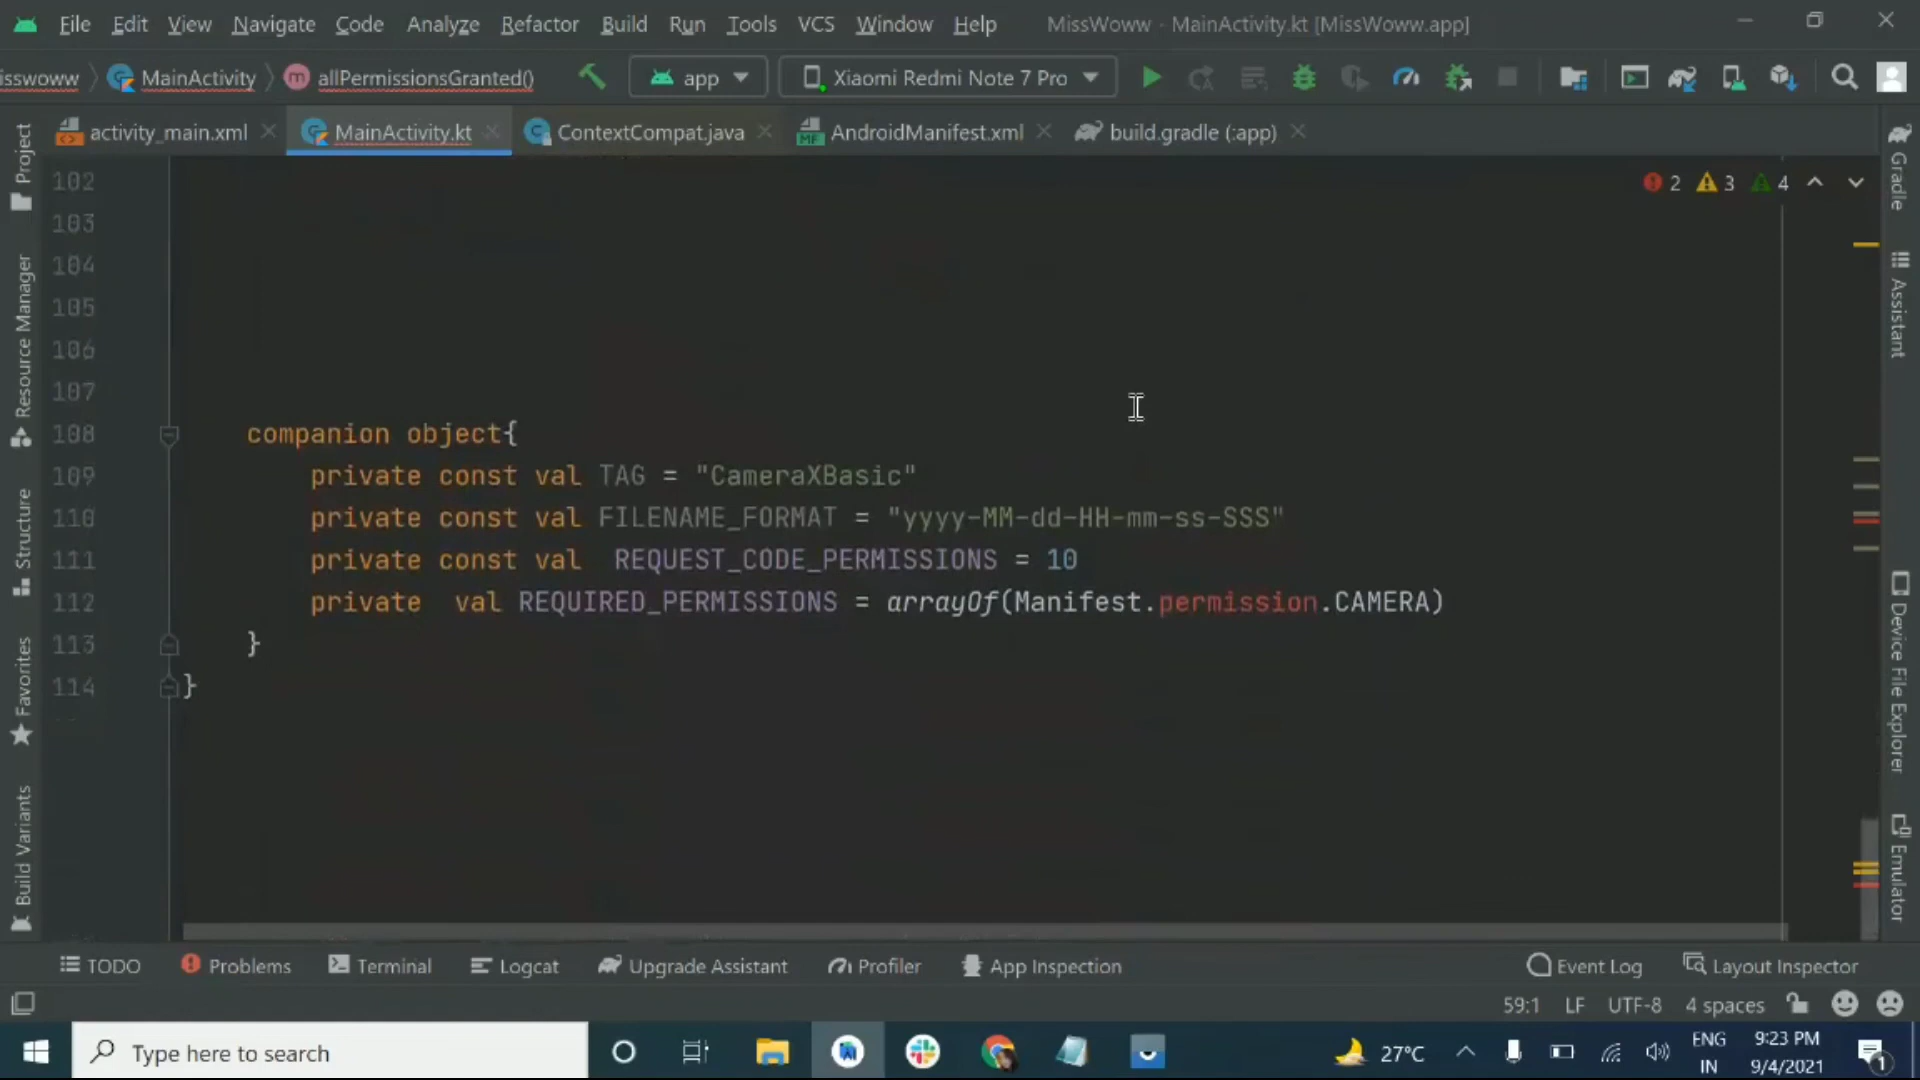 File Edit View Navigate Code Analyze Refactor Build Run Tools VCS Window Help MissWoww - MainActivity.kt [MissWoww.app]
isswoww MainActivity m allPermissionsGranted() app Xiaomi Redmi Note 7 Pro
activity_main.xml MainActivity.kt ContextCompat.java AndroidManifest.xml build.gradle (:app)
Project
Resource Manager
Structure
Favorites
Build Variants
2 3 4
102
103
104
105
106
107
108 companion object{
109 private const val TAG = "CameraXBasic"
110 private const val FILENAME_FORMAT = "yyyy-MM-dd-HH-mm-ss-SSS"
111 private const val REQUEST_CODE_PERMISSIONS = 10
112 private val REQUIRED_PERMISSIONS = arrayOf(Manifest.permission.CAMERA)
113 }
114 }
Gradle
Assistant
Device File Explorer
Emulator
TODO Problems Terminal Logcat Upgrade Assistant Profiler App Inspection Event Log Layout Inspector
59:1 LF UTF-8 4 spaces
Type here to search 27°C ENG 9:23 PM
IN 9/4/2021 1